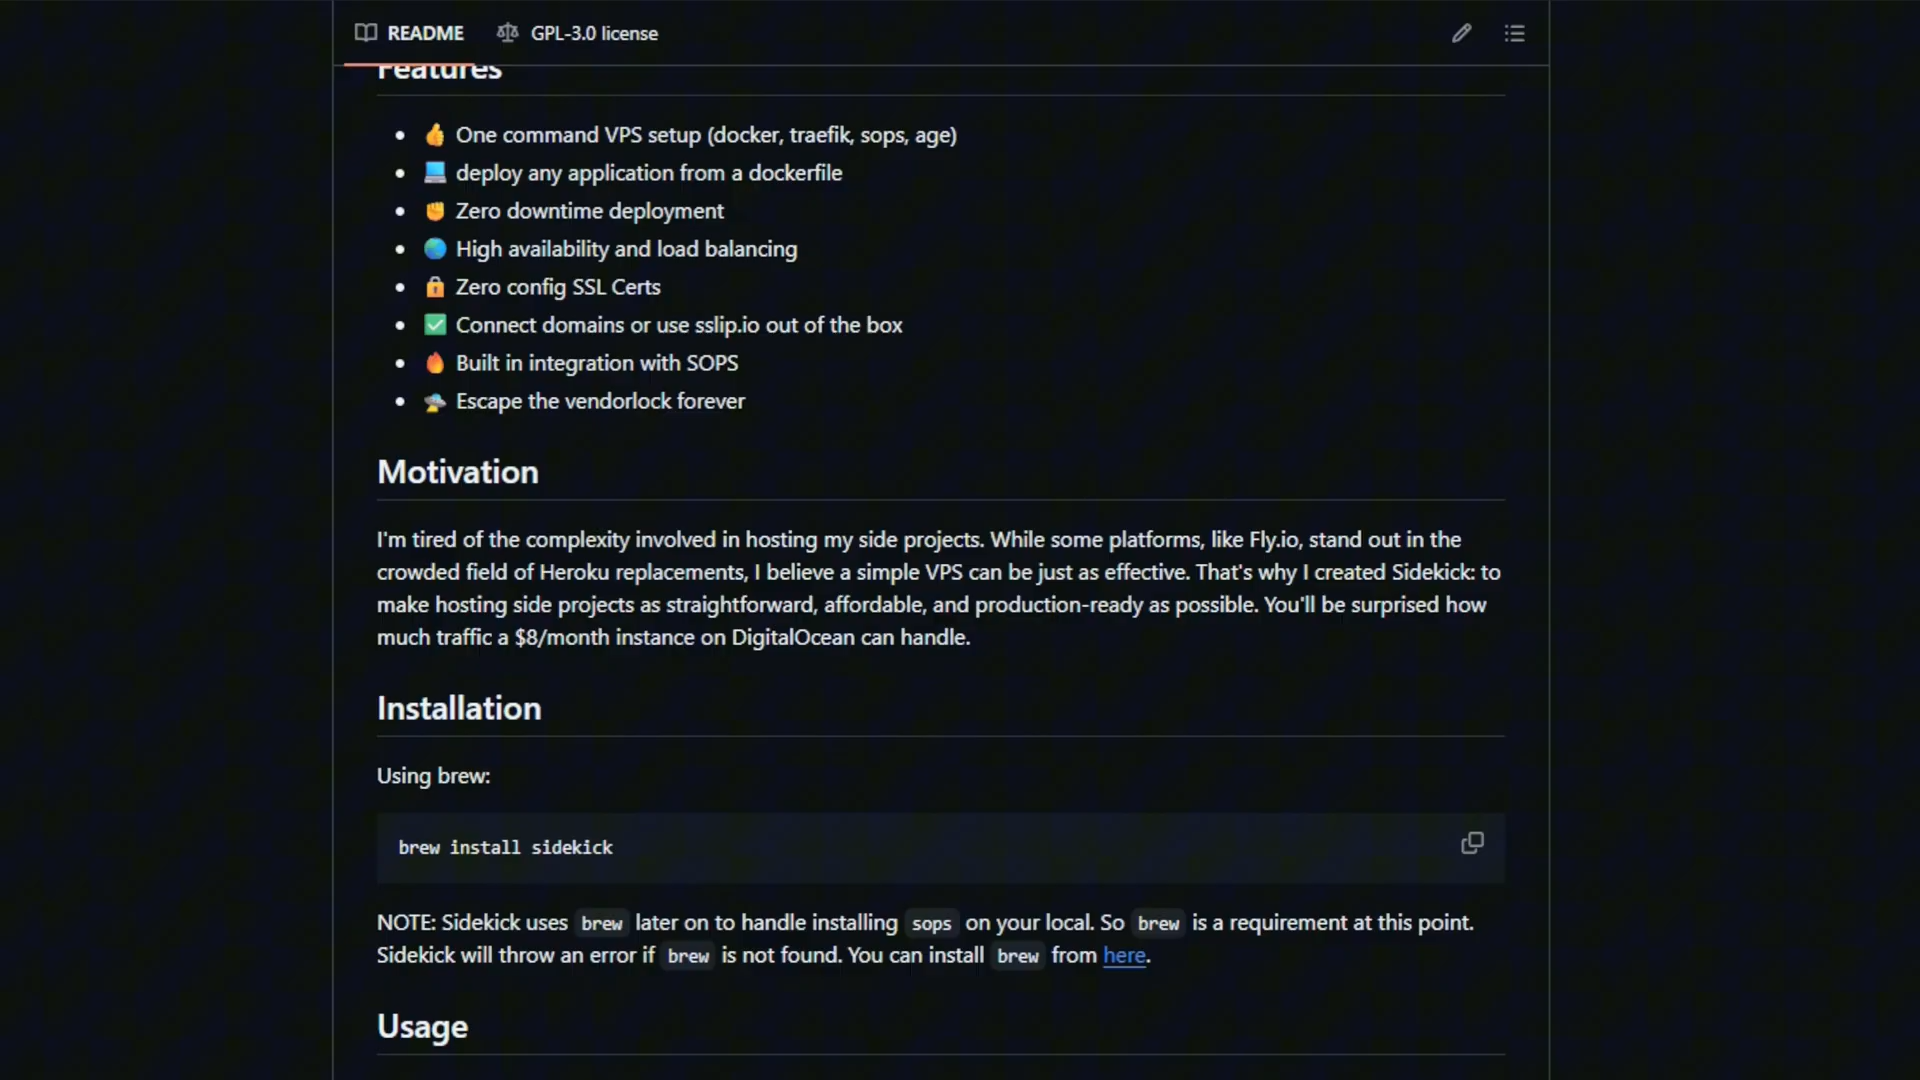 README
GPL-3.0 license
Features
One command VPS setup (docker, traefik, sops, age)
deploy any application from a dockerfile
Zero downtime deployment
High availability and load balancing
Zero config SSL Certs
Connect domains or use sslip.io out of the box
Built in integration with SOPS
Escape the vendorlock forever
Motivation
I'm tired of the complexity involved in hosting my side projects. While some platforms, like Fly.io, stand out in the
crowded field of Heroku replacements, I believe a simple VPS can be just as effective. That's why I created Sidekick: to
make hosting side projects as straightforward, affordable, and production-ready as possible. You'll be surprised how
much traffic a $8/month instance on DigitalOcean can handle.
Installation
Using brew:
brew install sidekick
NOTE: Sidekick uses brew later on to handle installing sops on your local. So brew is a requirement at this point.
Sidekick will throw an error if brew is not found. You can install brew from here.
Usage